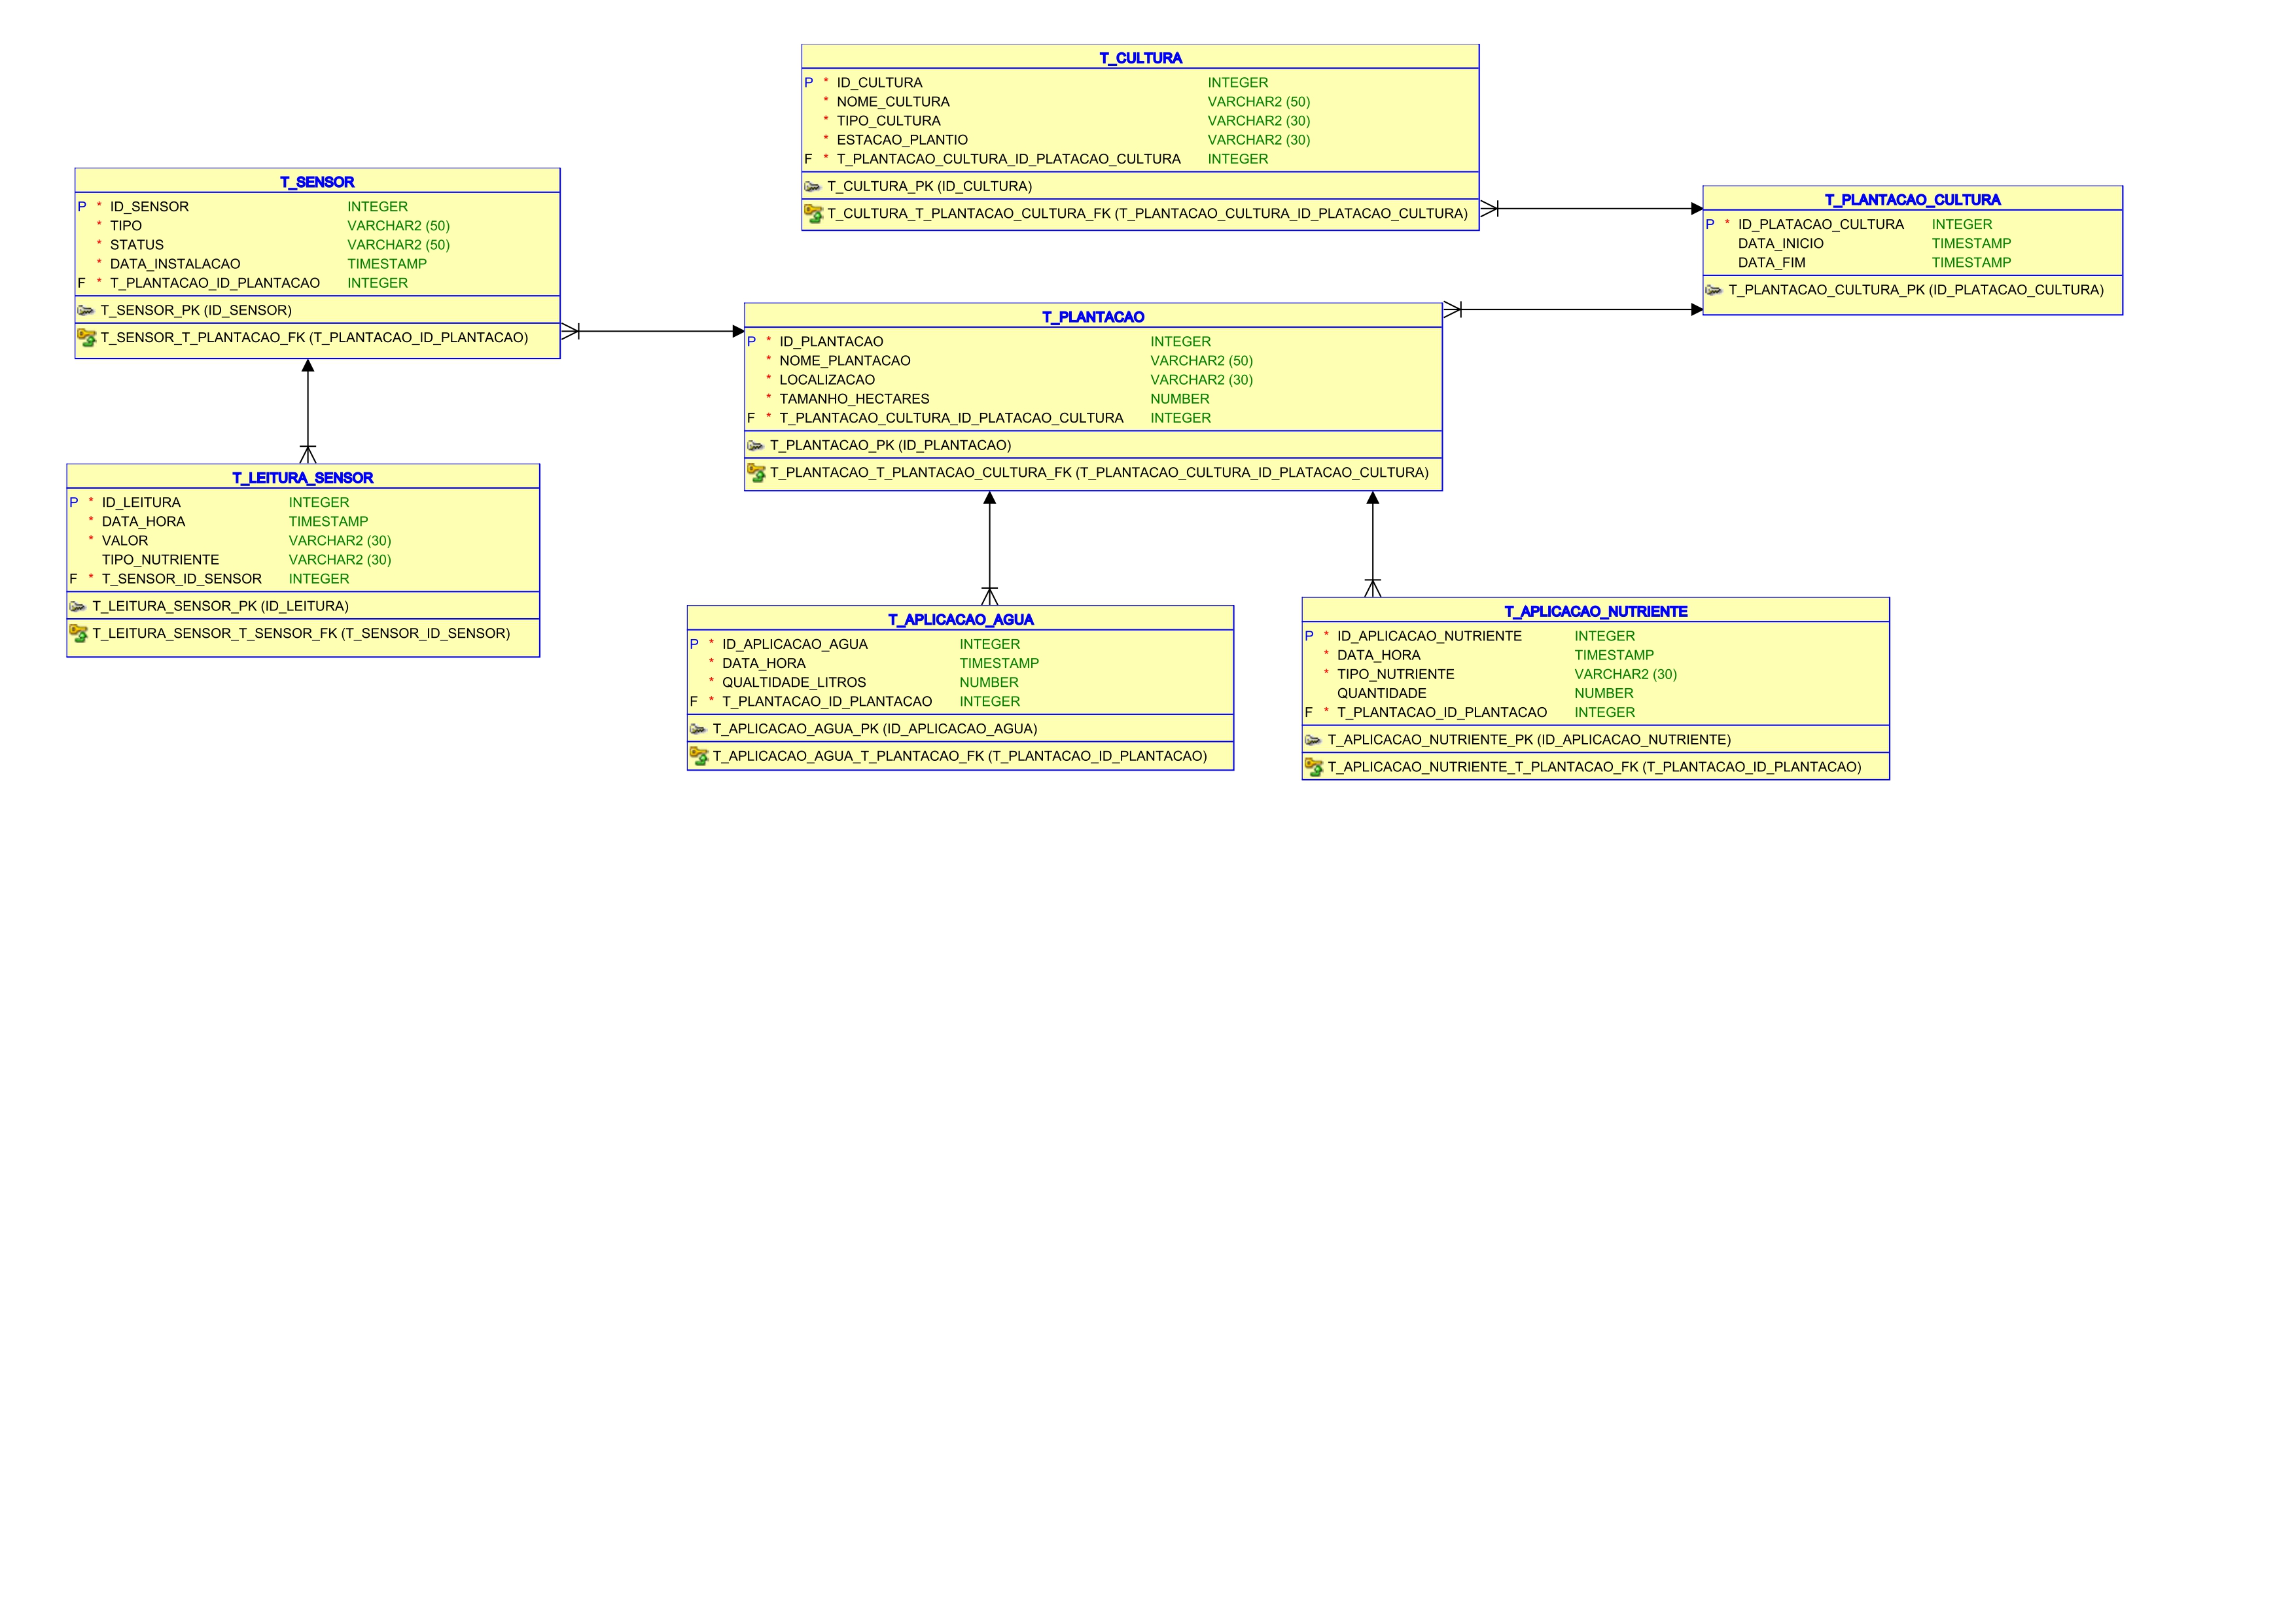 T_CULTURA
P * ID_CULTURA INTEGER
* NOME_CULTURA VARCHAR2 (50)
* TIPO_CULTURA VARCHAR2 (30)
* ESTACAO_PLANTIO VARCHAR2 (30)
F * T_PLANTACAO_CULTURA_ID_PLATACAO_CULTURA INTEGER
T_CULTURA_PK (ID_CULTURA)
T_CULTURA_T_PLANTACAO_CULTURA_FK (T_PLANTACAO_CULTURA_ID_PLATACAO_CULTURA)
T_SENSOR
P * ID_SENSOR INTEGER
* TIPO VARCHAR2 (50)
* STATUS VARCHAR2 (50)
* DATA_INSTALACAO TIMESTAMP
F * T_PLANTACAO_ID_PLANTACAO INTEGER
T_SENSOR_PK (ID_SENSOR)
T_SENSOR_T_PLANTACAO_FK (T_PLANTACAO_ID_PLANTACAO)
T_PLANTACAO_CULTURA
P * ID_PLATACAO_CULTURA INTEGER
DATA_INICIO TIMESTAMP
DATA_FIM TIMESTAMP
T_PLANTACAO_CULTURA_PK (ID_PLATACAO_CULTURA)
T_PLANTACAO
P * ID_PLANTACAO INTEGER
* NOME_PLANTACAO VARCHAR2 (50)
* LOCALIZACAO VARCHAR2 (30)
* TAMANHO_HECTARES NUMBER
F * T_PLANTACAO_CULTURA_ID_PLATACAO_CULTURA INTEGER
T_PLANTACAO_PK (ID_PLANTACAO)
T_PLANTACAO_T_PLANTACAO_CULTURA_FK (T_PLANTACAO_CULTURA_ID_PLATACAO_CULTURA)
T_LEITURA_SENSOR
P * ID_LEITURA INTEGER
* DATA_HORA TIMESTAMP
* VALOR VARCHAR2 (30)
TIPO_NUTRIENTE VARCHAR2 (30)
F * T_SENSOR_ID_SENSOR INTEGER
T_LEITURA_SENSOR_PK (ID_LEITURA)
T_LEITURA_SENSOR_T_SENSOR_FK (T_SENSOR_ID_SENSOR)
T_APLICACAO_AGUA
P * ID_APLICACAO_AGUA INTEGER
* DATA_HORA TIMESTAMP
* QUALTIDADE_LITROS NUMBER
F * T_PLANTACAO_ID_PLANTACAO INTEGER
T_APLICACAO_AGUA_PK (ID_APLICACAO_AGUA)
T_APLICACAO_AGUA_T_PLANTACAO_FK (T_PLANTACAO_ID_PLANTACAO)
T_APLICACAO_NUTRIENTE
P * ID_APLICACAO_NUTRIENTE INTEGER
* DATA_HORA TIMESTAMP
* TIPO_NUTRIENTE VARCHAR2 (30)
QUANTIDADE NUMBER
F * T_PLANTACAO_ID_PLANTACAO INTEGER
T_APLICACAO_NUTRIENTE_PK (ID_APLICACAO_NUTRIENTE)
T_APLICACAO_NUTRIENTE_T_PLANTACAO_FK (T_PLANTACAO_ID_PLANTACAO)